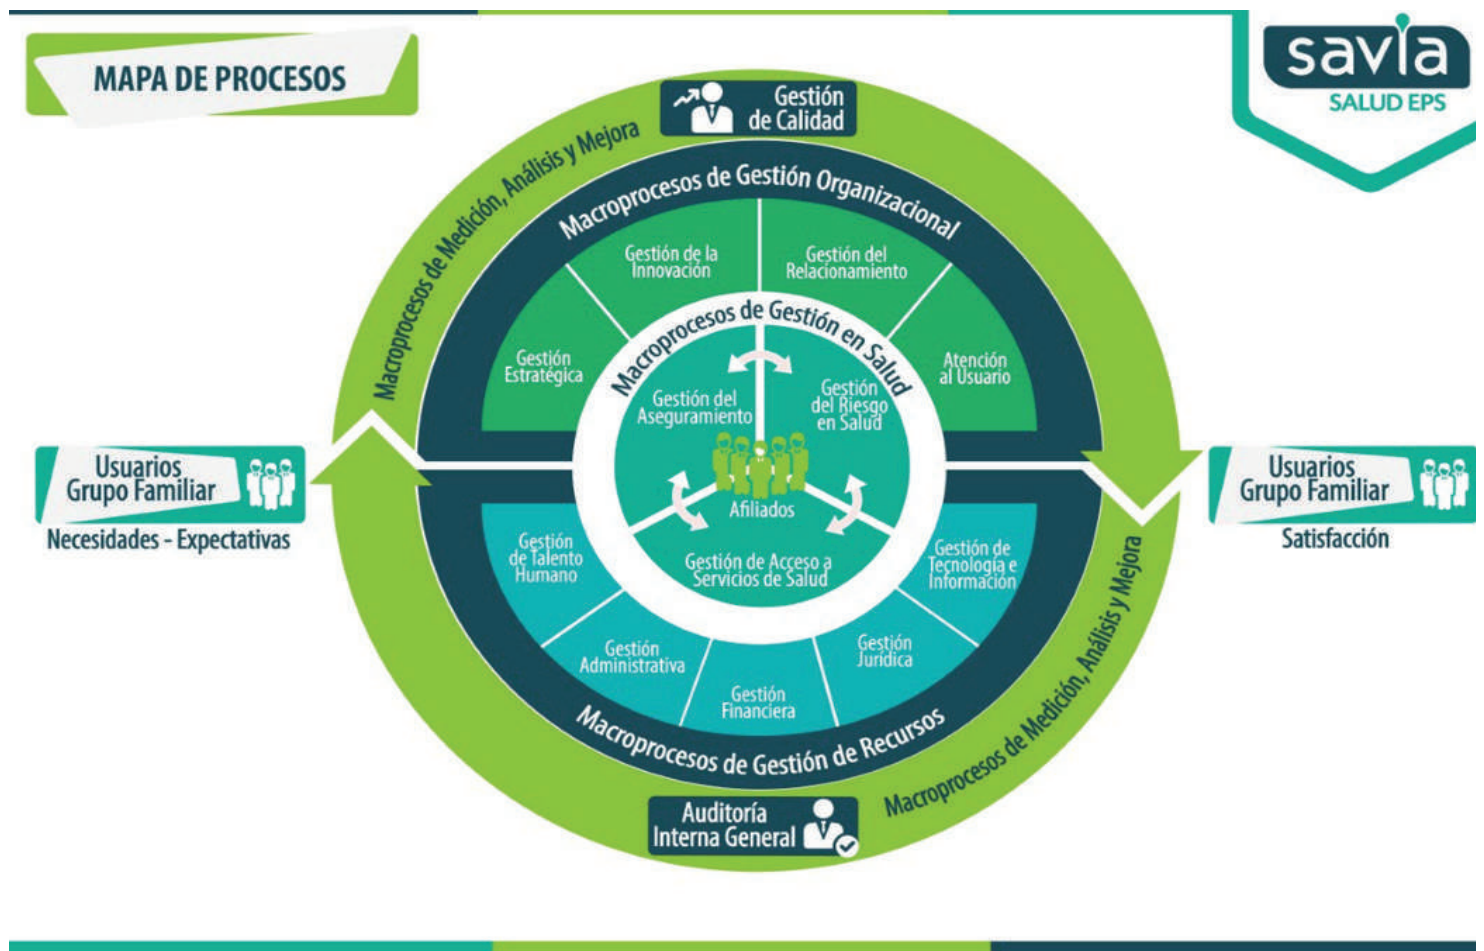 MAPA DE PROCESOS
savia
SALUD EPS
Gestión
de Calidad
Macroprocesos de Medición, Análisis y Mejora
Macroprocesos de Gestión Organizacional
Gestión de la
Innovación
Gestión del
Relacionamiento
Gestión
Estratégica
Atención
al Usuario
Macroprocesos de Gestión en Salud
Gestión del
Aseguramiento
Gestión
del Riesgo
en Salud
Afiliados
Gestión de Acceso a
Servicios de Salud
Usuarios
Grupo Familiar
Necesidades - Expectativas
Usuarios
Grupo Familiar
Satisfacción
Gestión
de Talento
Humano
Gestión de
Tecnología e
Información
Gestión
Administrativa
Gestión
Jurídica
Gestión
Financiera
Macroprocesos de Gestión de Recursos
Macroprocesos de Medición, Análisis y Mejora
Auditoría
Interna General